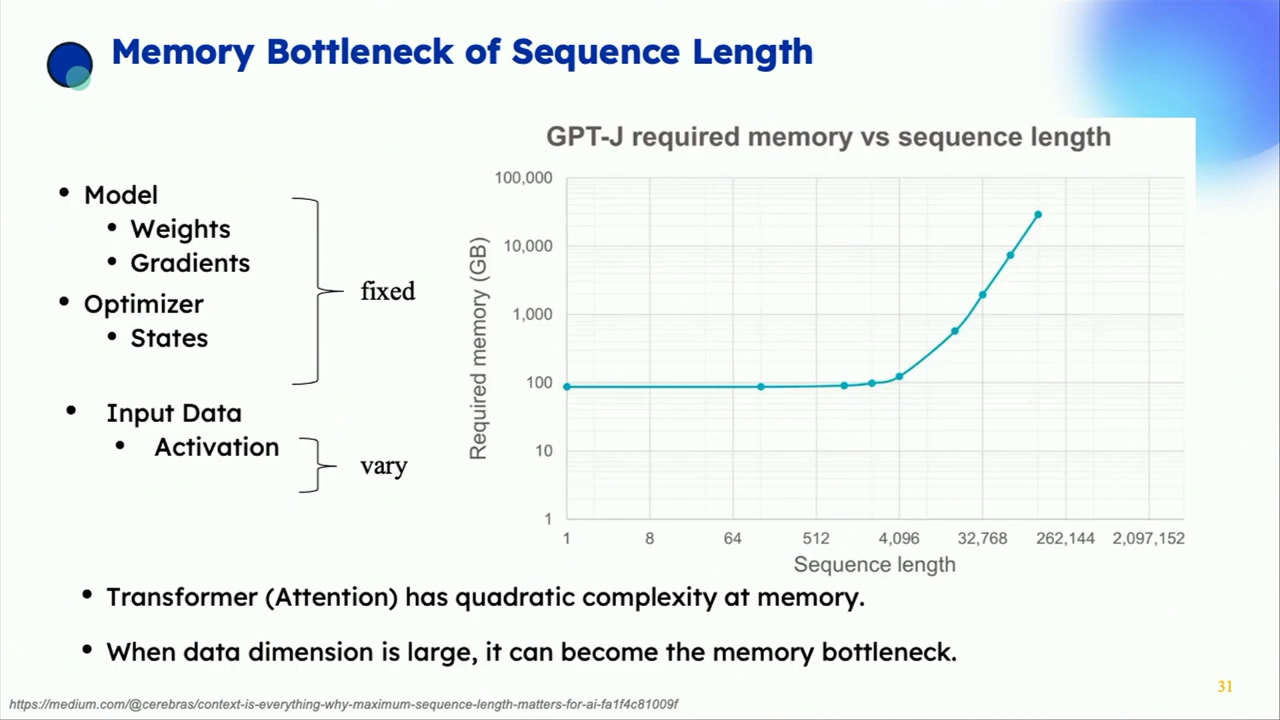 Memory Bottleneck of Sequence Length
• Model
• Weights
• Gradients
• Optimizer
• States
fixed
• Input Data
• Activation
vary
GPT-J required memory vs sequence length
Required memory (GB)
100,000
10,000
1,000
100
10
1
1 8 64 512 4,096 32,768 262,144 2,097,152
Sequence length
• Transformer (Attention) has quadratic complexity at memory.
• When data dimension is large, it can become the memory bottleneck.
31
https://medium.com/@cerebras/context-is-everything-why-maximum-sequence-length-matters-for-ai-fa1f4c81009f